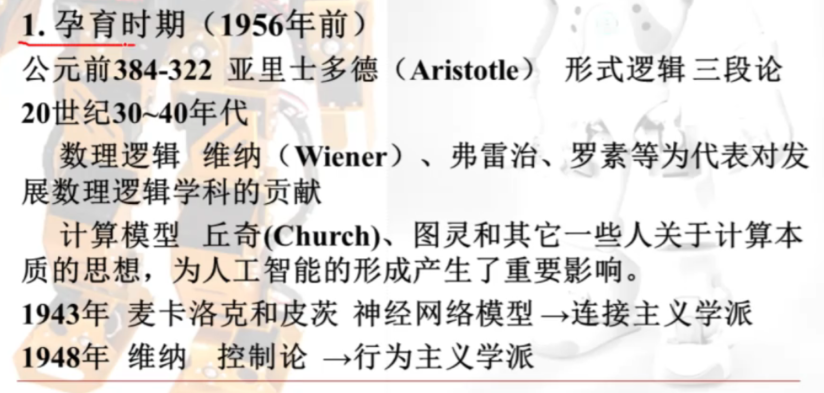 1. 孕育时期（1956年前）
公元前384-322 亚里士多德（Aristotle） 形式逻辑 三段论
20世纪30~40年代
数理逻辑 维纳（Wiener）、弗雷治、罗素等为代表对发
展数理逻辑学科的贡献
计算模型 丘奇(Church)、图灵和其它一些人关于计算本
质的思想，为人工智能的形成产生了重要影响。
1943年 麦卡洛克和皮茨 神经网络模型→连接主义学派
1948年 维纳 控制论 →行为主义学派